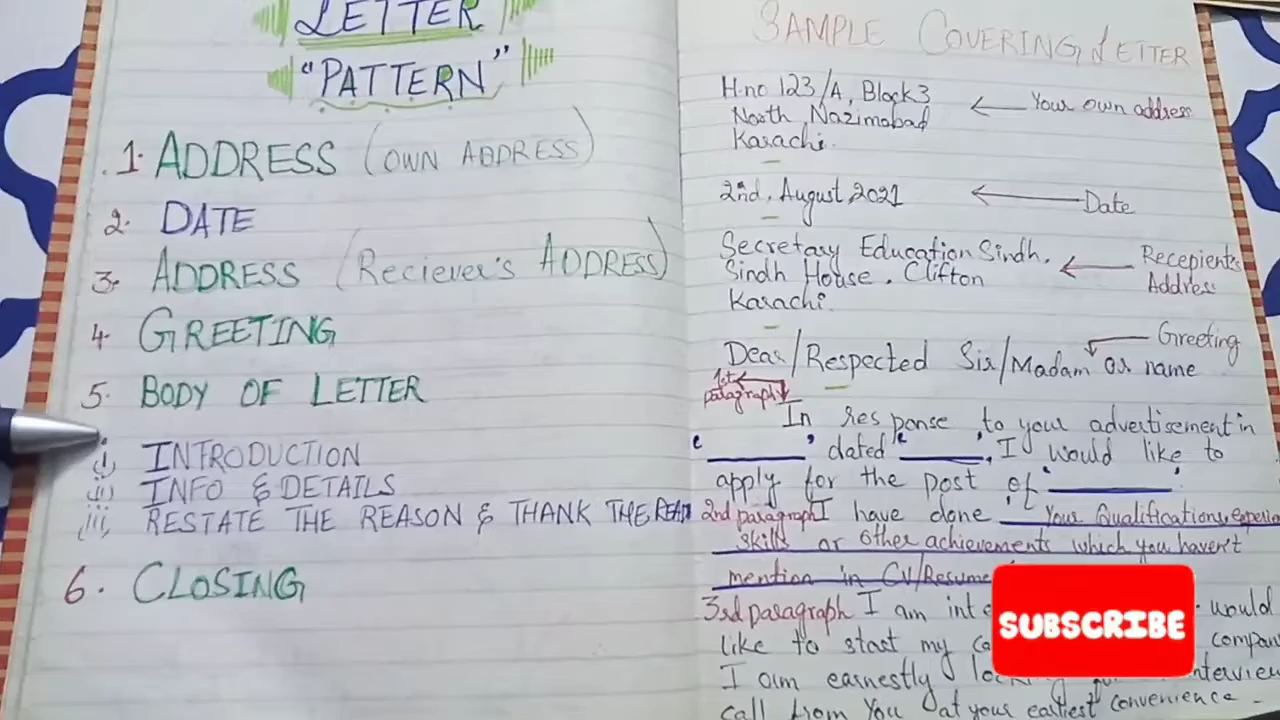 LETTER
"PATTERN"
1. ADDRESS (OWN ADDRESS)
2. DATE
3. ADDRESS (Reciever's ADDRESS)
4. GREETING
5. BODY OF LETTER
i) INTRODUCTION
ii) INFO & DETAILS
iii) RESTATE THE REASON & THANK THE
6. CLOSING
SAMPLE COVERING LETTER
H.no 123/A, Block 3
North Nazimabad
Karachi.
Your own address
2nd, August 2021
Date
Secretary Education Sindh,
Sindh House, Clifton
Karachi.
Recepients
Address
Greeting
Dear/Respected Sir/Madam or name
1st
paragraph
In response to your advertisement in
' ' dated ' ', I would like to
apply for the post of ' '
2nd paragraph I have done ' Your Qualifications,
skills or other achievements which you haven't
mention in CV/Resume
3rd paragraph I am would
like to start my
I am earnestly
call from You at your earliest convenience
SUBSCRIBE